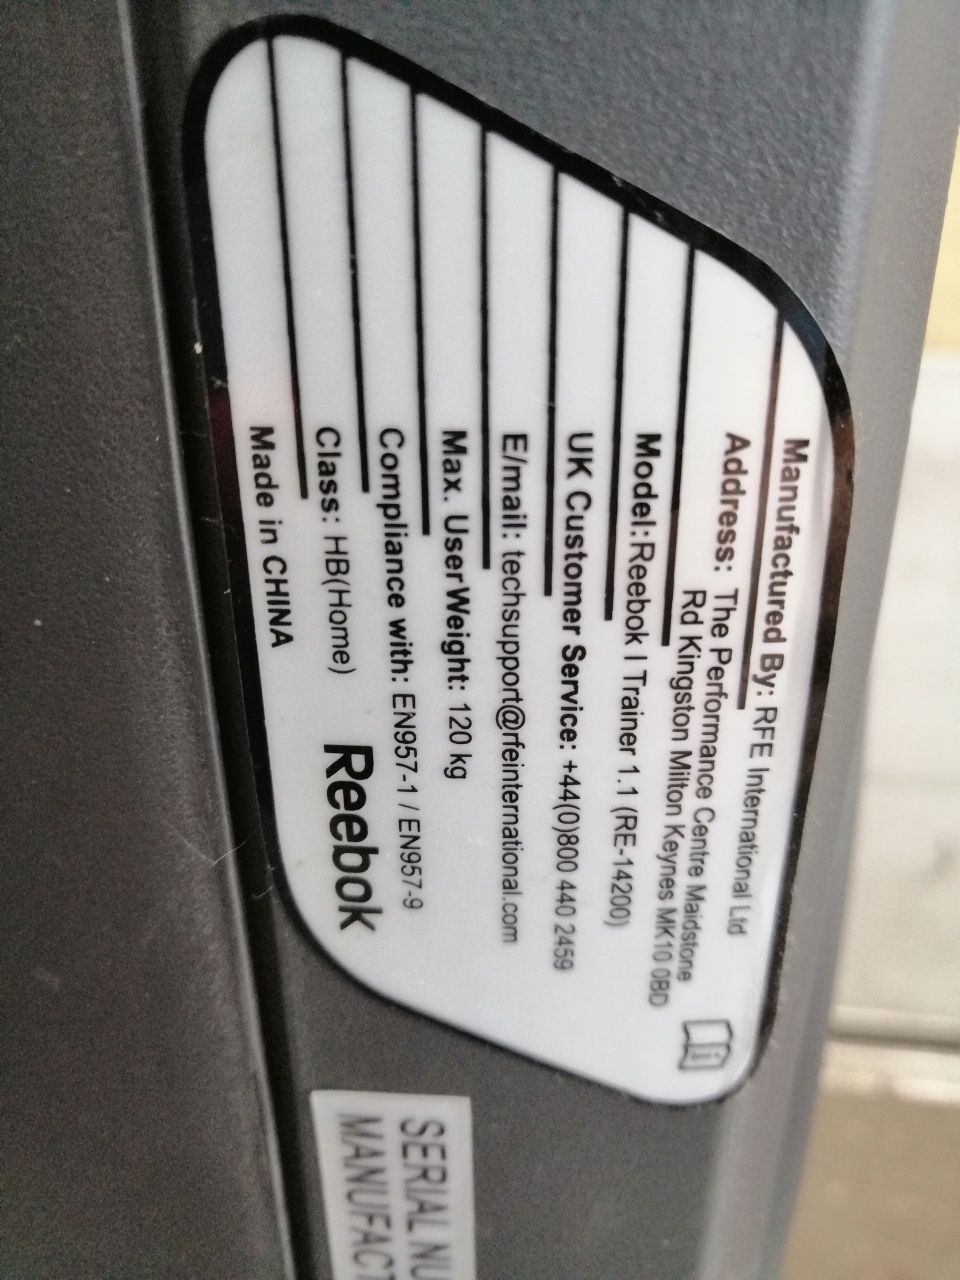 Manufactured By: RFE International Ltd
Address: The Performance Centre Maidstone
Rd Kingston Milton Keynes MK10 0BD
Model:Reebok I Trainer 1.1 (RE-14200)
UK Customer Service: +44(0)800 440 2459
E/mail: techsupport@rfeinternational.com
Max. User Weight: 120 kg
Compliance with: EN957-1 / EN957-9
Class: HB(Home)
Made in CHINA
Reebok
SERIAL NU
MANUFACT